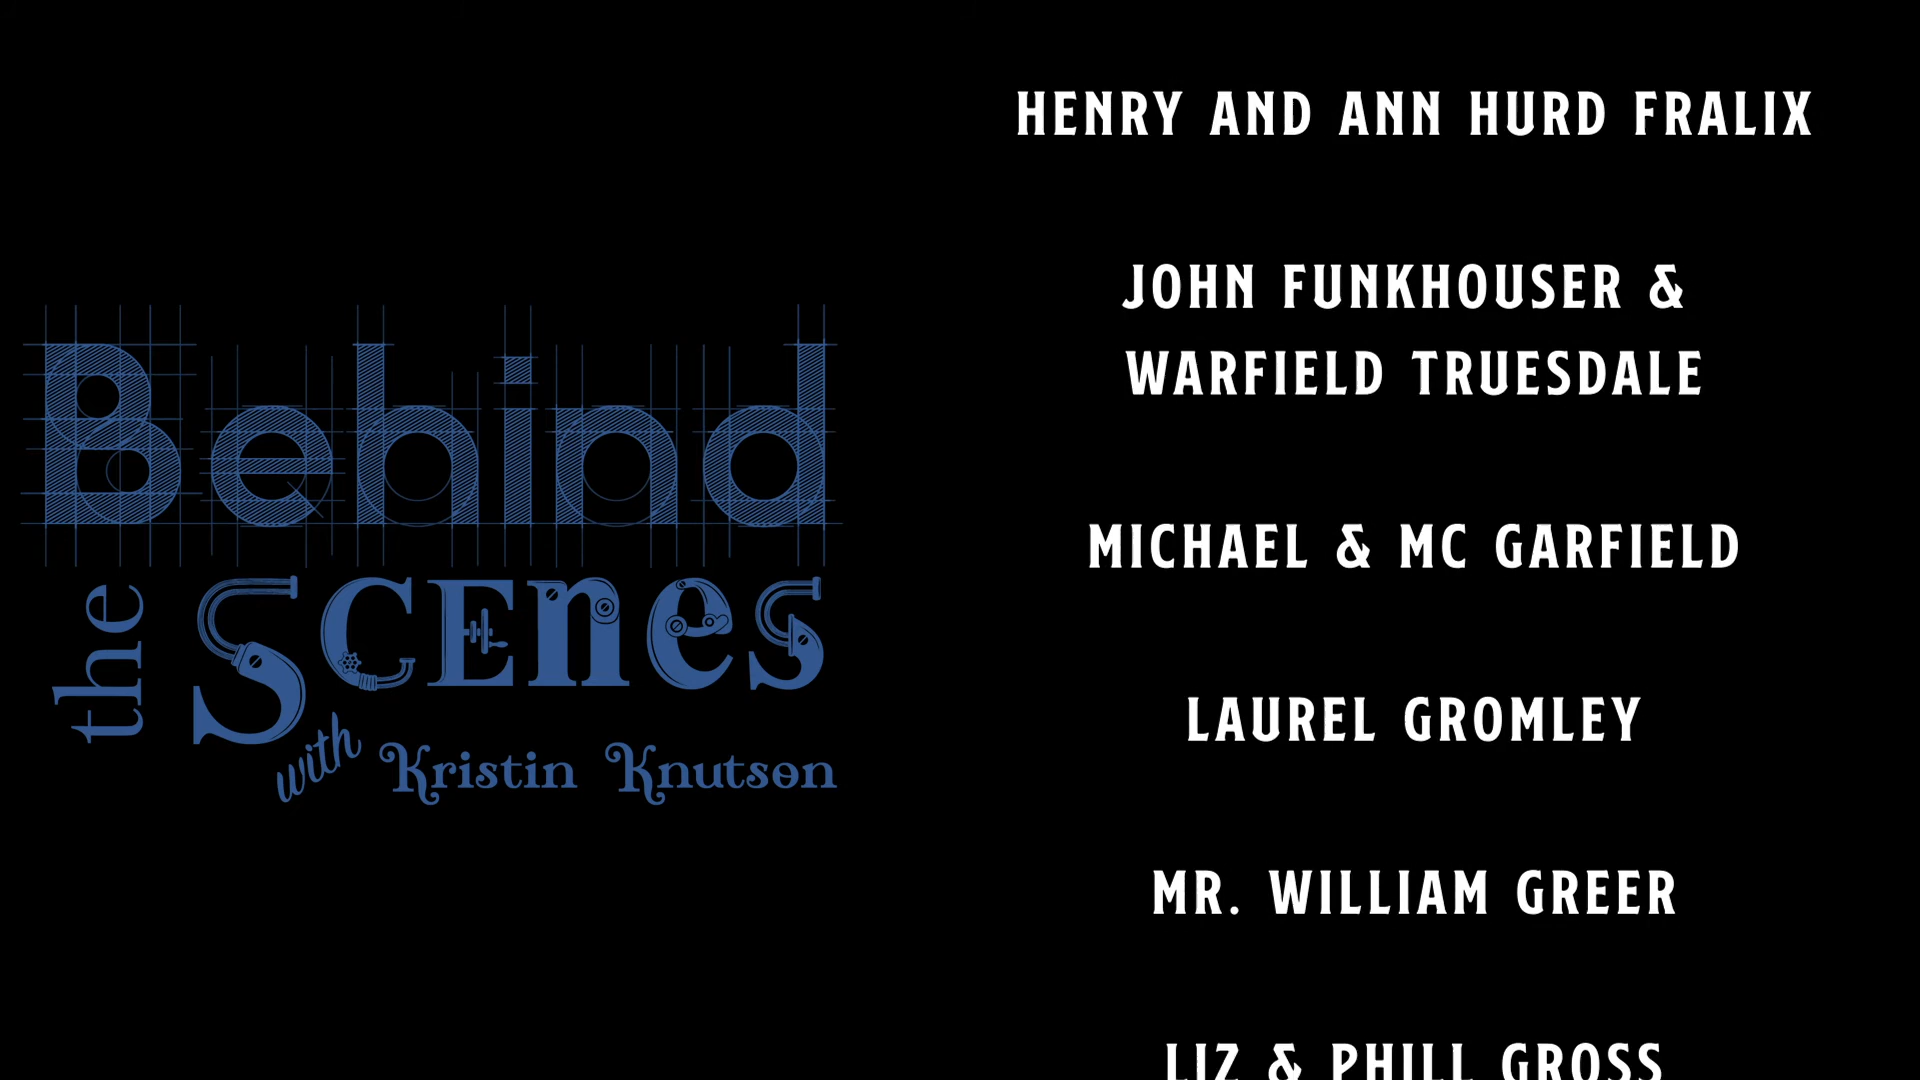 Behind
the Scenes
with Kristin Knutson
HENRY AND ANN HURD FRALIX
JOHN FUNKHOUSER &
WARFIELD TRUESDALE
MICHAEL & MC GARFIELD
LAUREL GROMLEY
MR. WILLIAM GREER
LIZ & PHILL GROSS